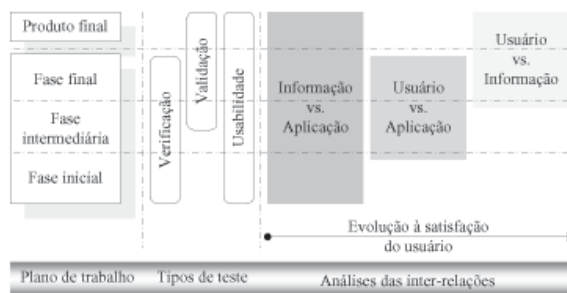 Produto final
Fase final
Fase
intermediária
Fase inicial
Verificação
Validação
Usabilidade
Informação
vs.
Aplicação
Usuário
vs.
Aplicação
Usuário
vs.
Informação
Evolução à satisfação
do usuário
Plano de trabalho
Tipos de teste
Análises das inter-relações